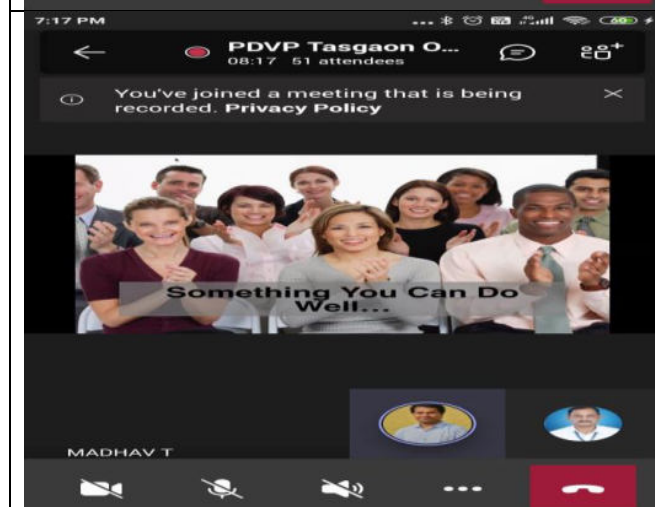 7:17 PM
60
PDVP Tasgaon O...
08:17 51 attendees
You've joined a meeting that is being
recorded. Privacy Policy
Something You Can Do
Well...
MADHAV T